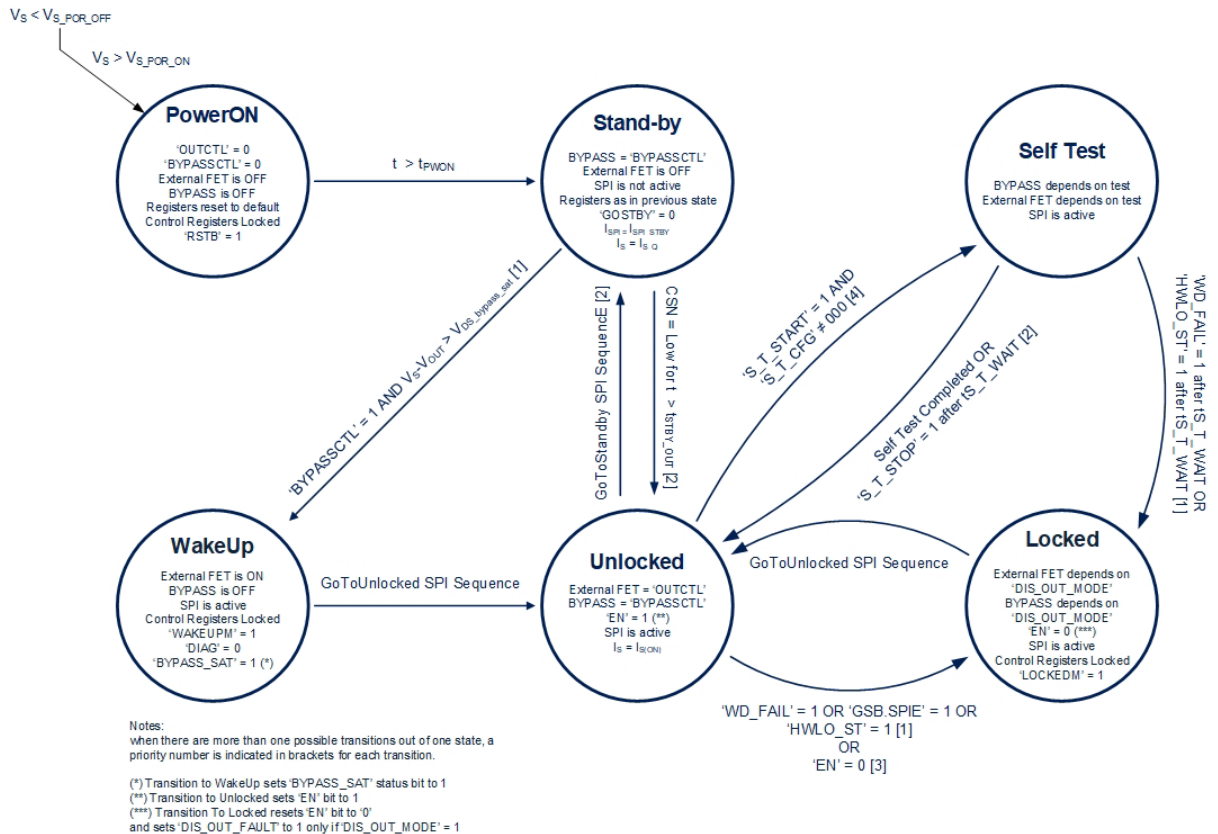 V_S < V_S_POR_OFF
V_S > V_S_POR_ON
PowerON
'OUTCTL' = 0
'BYPASSCTL' = 0
External FET is OFF
BYPASS is OFF
Registers reset to default
Control Registers Locked
'RSTB' = 1
t > t_PWON
Stand-by
BYPASS = 'BYPASSCTL'
External FET is OFF
SPI is not active
Registers as in previous state
'GOSTBY' = 0
I_SPI = I_SPI_STBY
I_S = I_S_Q
Self Test
BYPASS depends on test
External FET depends on test
SPI is active
'BYPASSCTL' = 1 AND V_S-V_OUT > V_DS_bypass_sat [1]
GoToStandby SPI SequencE [2]
CSN = Low for t > t_STBY_OUT [2]
'S_T_START' = 1 AND
'S_T_CFG' ≠ 000 [4]
Self Test Completed OR
'S_T_STOP' = 1 after tS_T_WAIT [2]
'WD_FAIL' = 1 after tS_T_WAIT OR
'HWLO_ST' = 1 after tS_T_WAIT [1]
WakeUp
External FET is ON
BYPASS is OFF
SPI is active
Control Registers Locked
'WAKEUPM' = 1
'DIAG' = 0
'BYPASS_SAT' = 1 (*)
GoToUnlocked SPI Sequence
Unlocked
External FET = 'OUTCTL'
BYPASS = 'BYPASSCTL'
'EN' = 1 (**)
SPI is active
I_S = I_S(ON)
GoToUnlocked SPI Sequence
Locked
External FET depends on
'DIS_OUT_MODE'
BYPASS depends on
'DIS_OUT_MODE'
'EN' = 0 (***)
SPI is active
Control Registers Locked
'LOCKEDM' = 1
'WD_FAIL' = 1 OR 'GSB.SPIE' = 1 OR
'HWLO_ST' = 1 [1]
OR
'EN' = 0 [3]
Notes:
when there are more than one possible transitions out of one state, a
priority number is indicated in brackets for each transition.
(*) Transition to WakeUp sets 'BYPASS_SAT' status bit to 1
(**) Transition to Unlocked sets 'EN' bit to 1
(***) Transition To Locked resets 'EN' bit to '0'
and sets 'DIS_OUT_FAULT' to 1 only if 'DIS_OUT_MODE' = 1